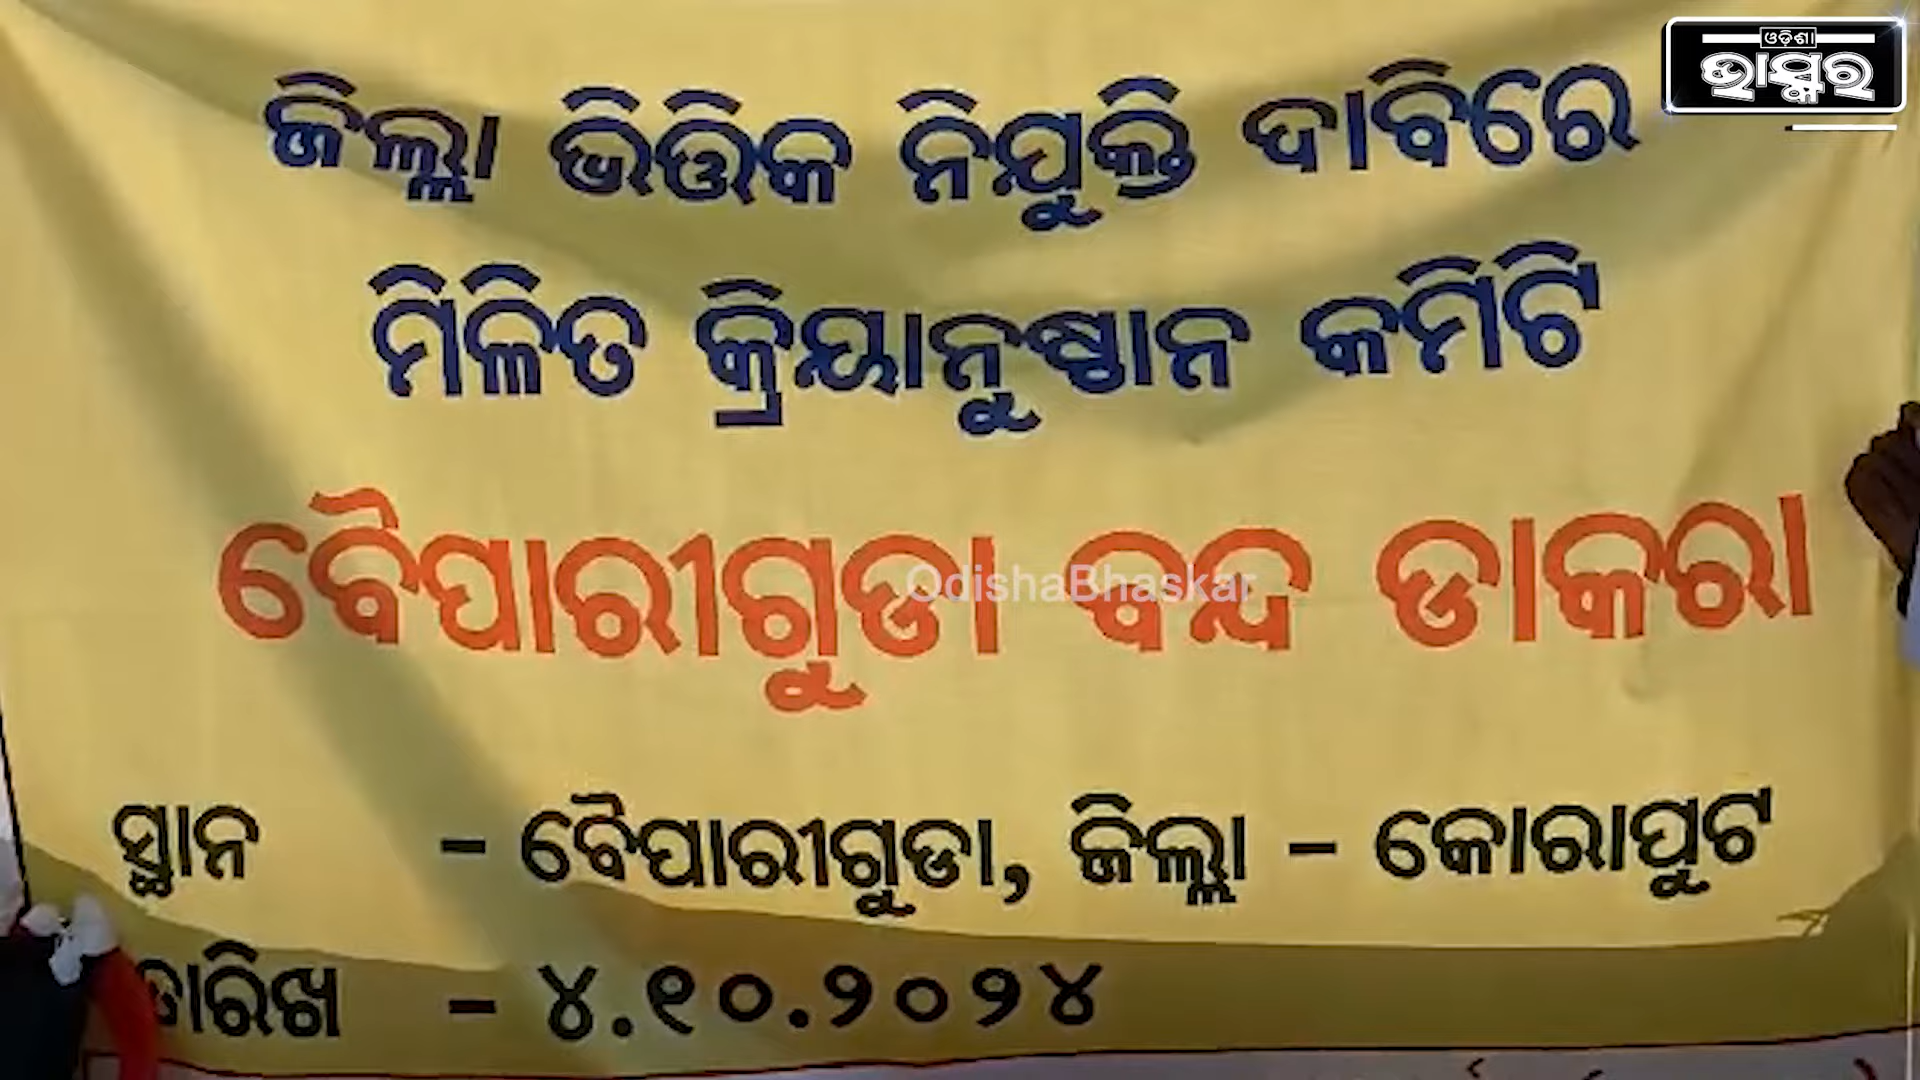 ଓଡ଼ିଶା
ଭାସ୍କର
ଜିଲ୍ଲା ଭିତ୍ତିକ ନିଯୁକ୍ତି ଦାବିରେ
ମିଳିତ କ୍ରିୟାନୁଷ୍ଠାନ କମିଟି
ବୈପାରୀଗୁଡା ବନ୍ଦ ଡାକରା
OdishaBhaskar
ସ୍ଥାନ - ବୈପାରୀଗୁଡା, ଜିଲ୍ଲା - କୋରାପୁଟ
ତାରିଖ - ୪.୧୦.୨୦୨୪